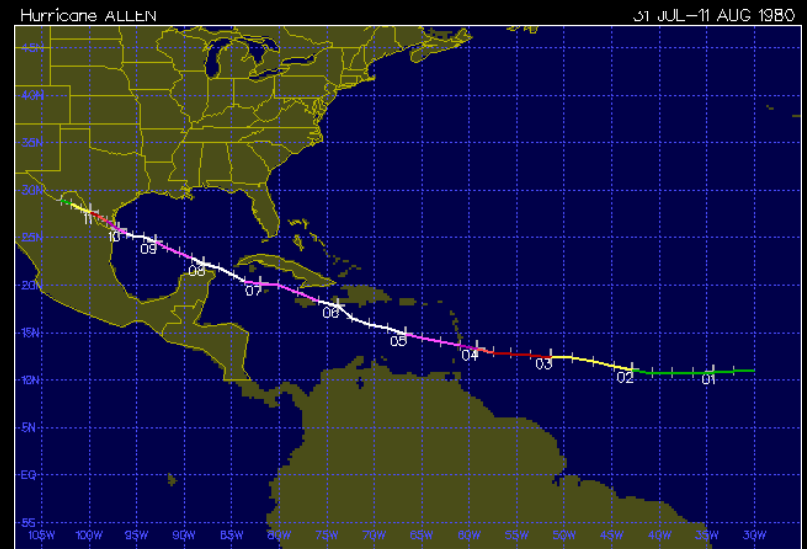 Hurricane ALLEN
31 JUL-11 AUG 1980
45N
40N
35N
30N
25N
20N
15N
10N
5N
EQ
5S
11
10
09
08
07
06
05
04
03
02
01
105W 100W 95W 90W 85W 80W 75W 70W 65W 60W 55W 50W 45W 40W 35W 30W